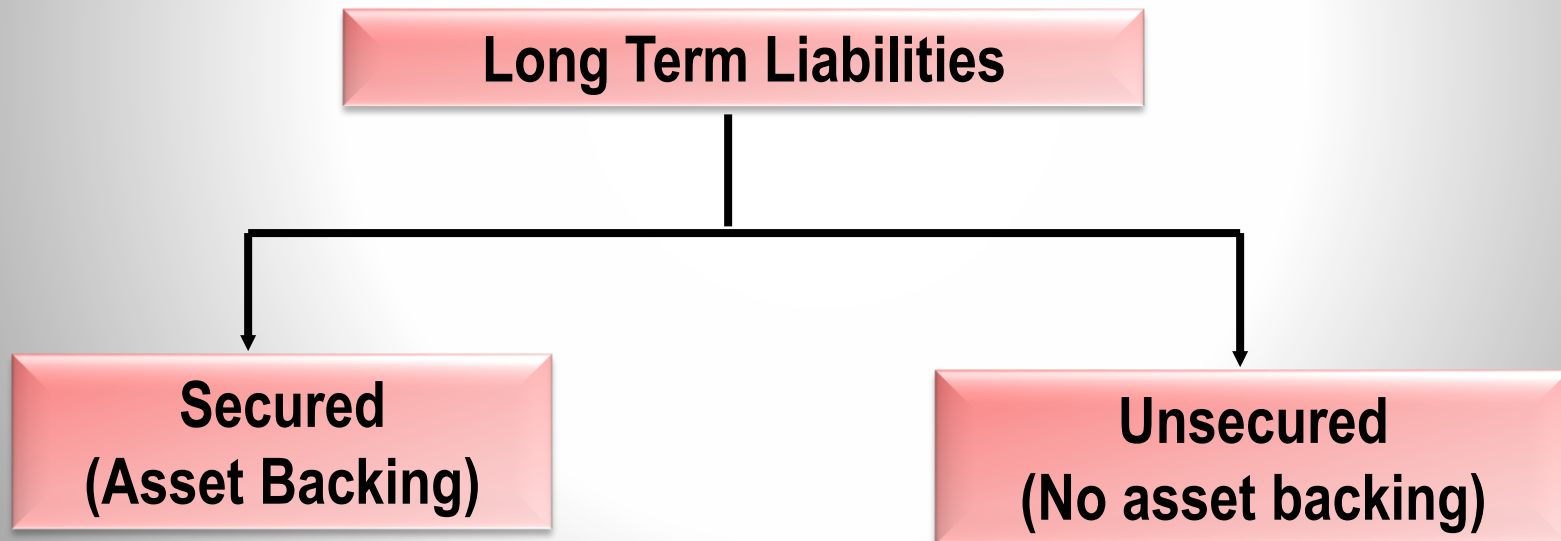 Long Term Liabilities
Secured
(Asset Backing)
Unsecured
(No asset backing)